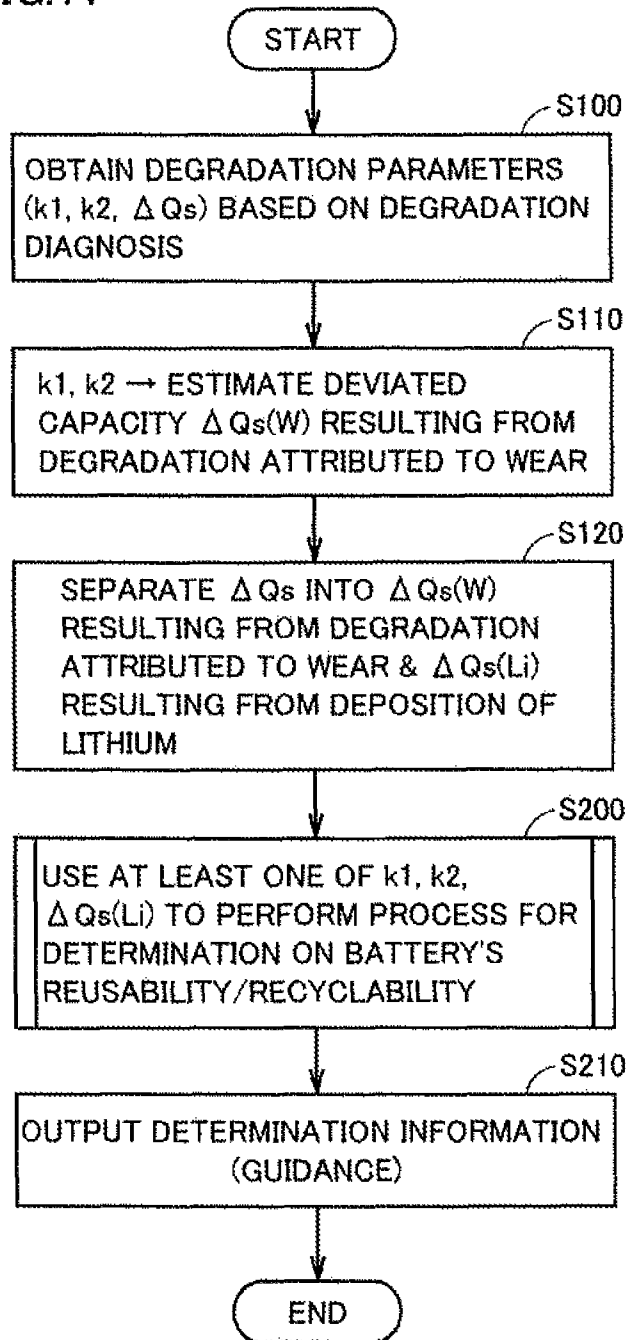 START
S100
OBTAIN DEGRADATION PARAMETERS
(k1, k2, ΔQs) BASED ON DEGRADATION
DIAGNOSIS
S110
k1, k2 → ESTIMATE DEVIATED
CAPACITY ΔQs(W) RESULTING FROM
DEGRADATION ATTRIBUTED TO WEAR
S120
SEPARATE ΔQs INTO ΔQs(W)
RESULTING FROM DEGRADATION
ATTRIBUTED TO WEAR & ΔQs(Li)
RESULTING FROM DEPOSITION OF
LITHIUM
S200
USE AT LEAST ONE OF k1, k2,
ΔQs(Li) TO PERFORM PROCESS FOR
DETERMINATION ON BATTERY'S
REUSABILITY/RECYCLABILITY
S210
OUTPUT DETERMINATION INFORMATION
(GUIDANCE)
END